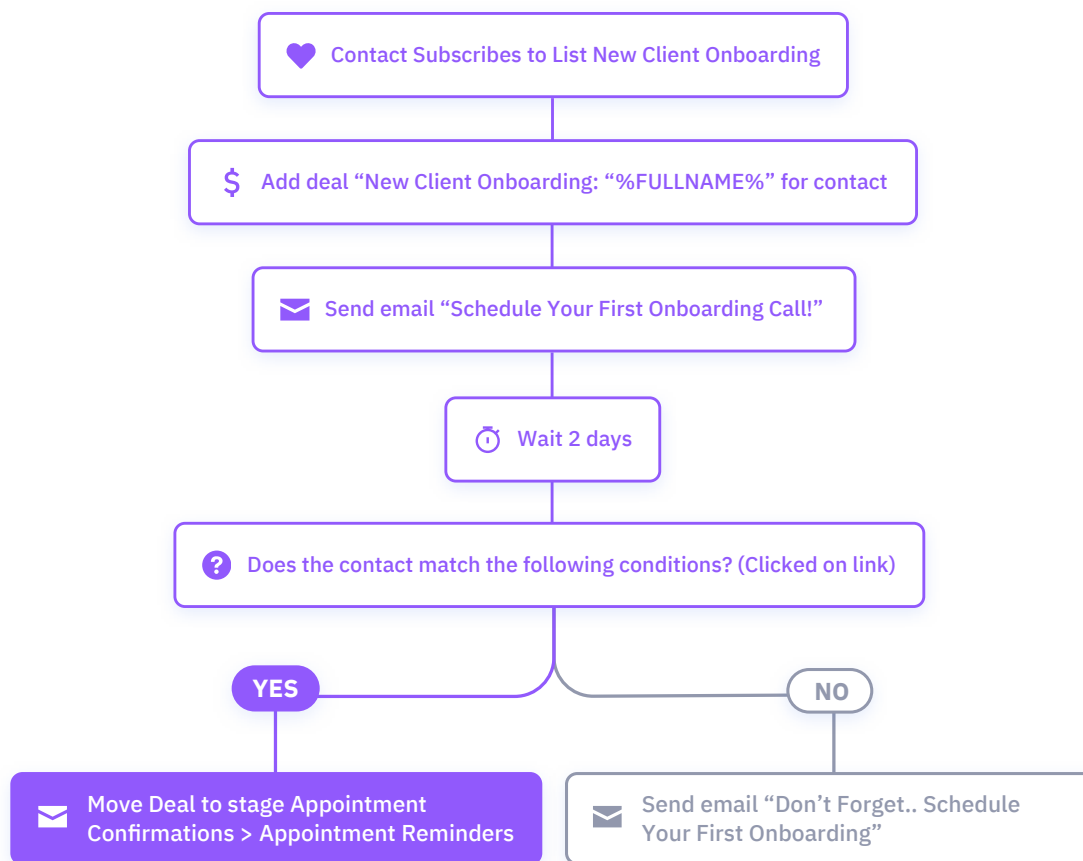 Contact Subscribes to List New Client Onboarding
$ Add deal “New Client Onboarding: “%FULLNAME%” for contact
Send email “Schedule Your First Onboarding Call!”
Wait 2 days
? Does the contact match the following conditions? (Clicked on link)
YES
NO
Move Deal to stage Appointment
Confirmations > Appointment Reminders
Send email “Don’t Forget.. Schedule
Your First Onboarding”